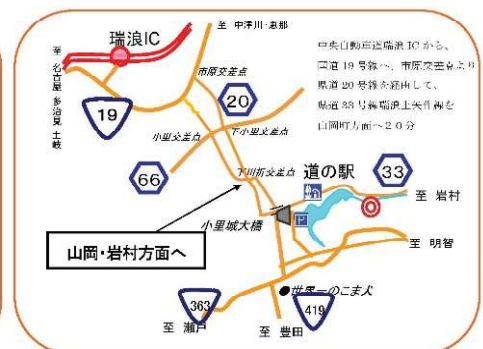 至 中津川・恵那
瑞浪IC
至 名古屋 多治見 土岐
19
市原交差点
20
小里交差点
下小里交差点
66
下川折交差点
道の駅
33
至 岩村
小里城大橋
P
山岡・岩村方面へ
至 明智
●世界一のこま犬
363
至 瀬戸
419
至 豊田
中央自動車道瑞浪ICから、
国道19号線へ、市原交差点より
県道20号線を経由して、
県道33号線瑞浪上矢作線を
山岡町方面へ20分